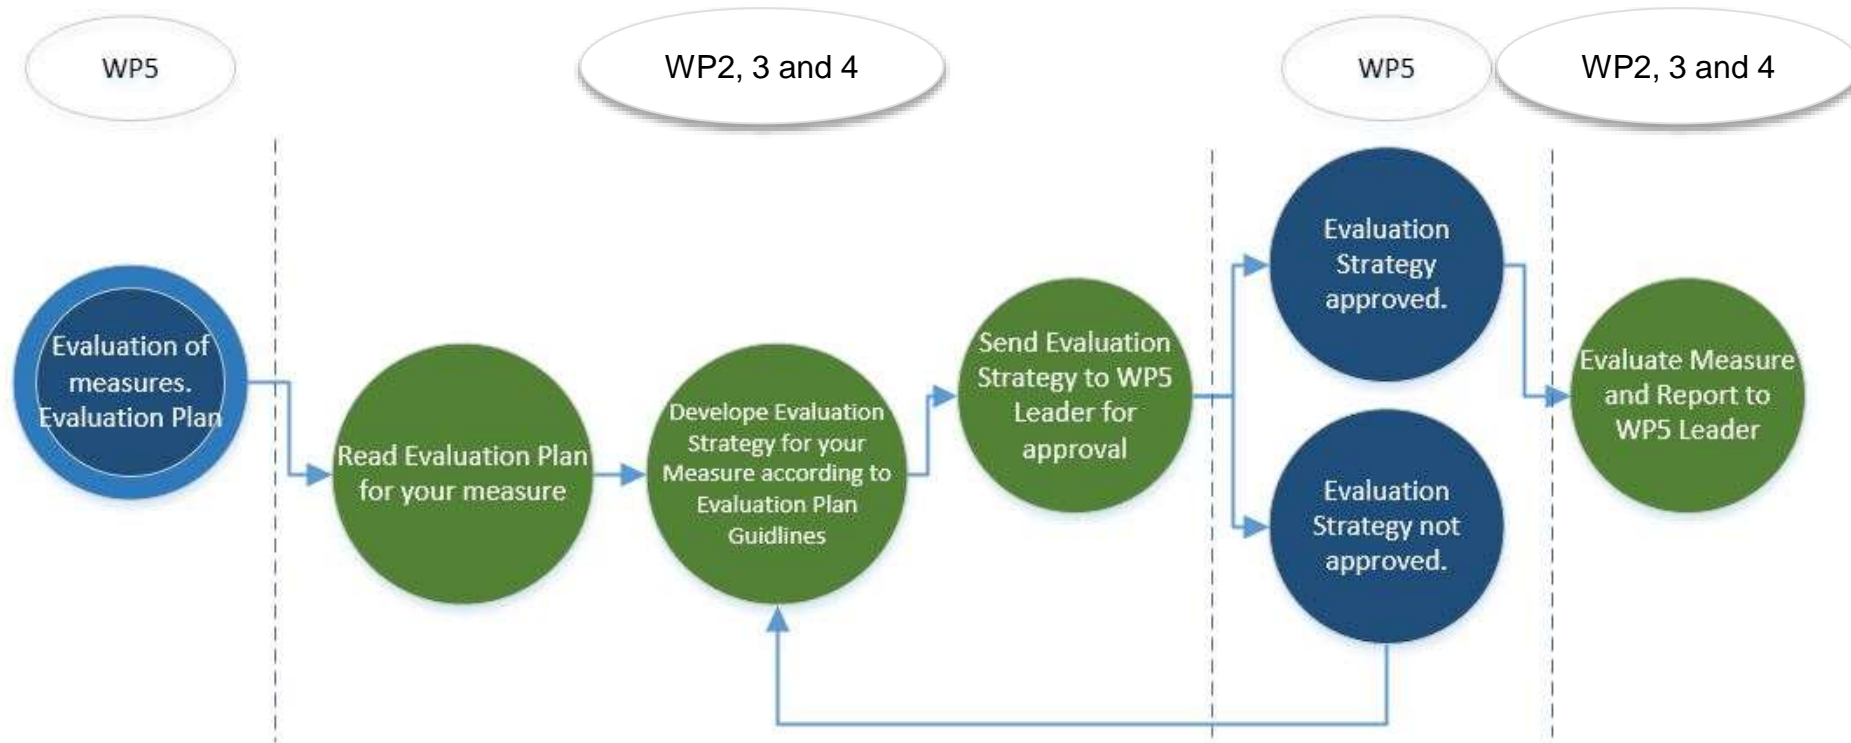 WP5
WP2, 3 and 4
WP5
WP2, 3 and 4
Evaluation of
measures.
Evaluation Plan
Read Evaluation Plan
for your measure
Develope Evaluation
Strategy for your
Measure according to
Evaluation Plan
Guidlines
Send Evaluation
Strategy to WP5
Leader for
approval
Evaluation
Strategy
approved.
Evaluation
Strategy not
approved.
Evaluate Measure
and Report to
WP5 Leader